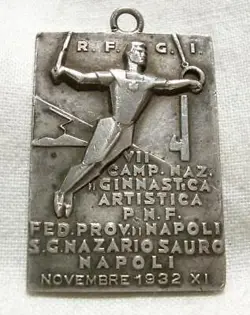 R. F. G. I.
VII
CAMP. NAZ.
DI GINNASTICA
ARTISTICA
P. N. F.
FED. PROV. DI NAPOLI
S. G. NAZARIO SAURO
NAPOLI
NOVEMBRE 1932 XI